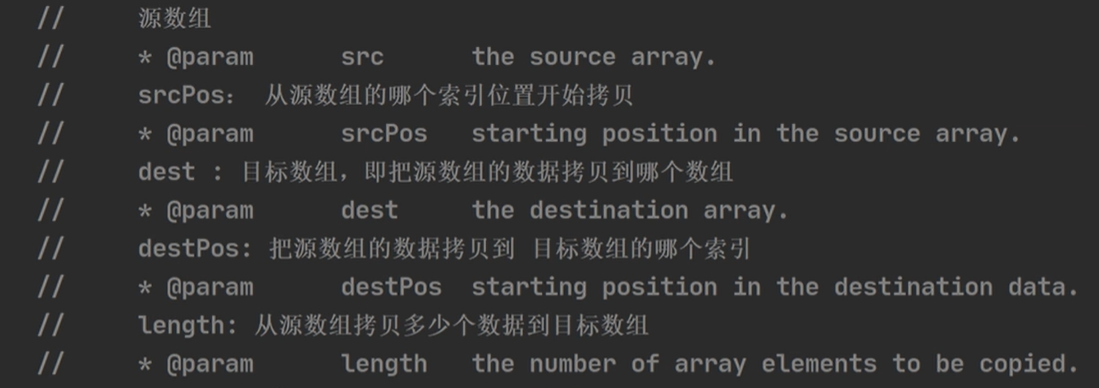 //     源数组
//     * @param      src      the source array.
//     srcPos： 从源数组的哪个索引位置开始拷贝
//     * @param      srcPos   starting position in the source array.
//     dest : 目标数组，即把源数组的数据拷贝到哪个数组
//     * @param      dest     the destination array.
//     destPos: 把源数组的数据拷贝到 目标数组的哪个索引
//     * @param      destPos  starting position in the destination data.
//     length: 从源数组拷贝多少个数据到目标数组
//     * @param      length   the number of array elements to be copied.